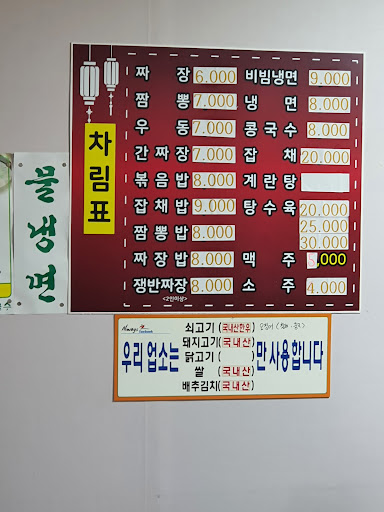 차림표
짜장 6.000
짬뽕 7.000
우동 7.000
간짜장 7.000
볶음밥 8.000
잡채밥 9.000
짬뽕밥 8.000
짜장밥 8.000
쟁반짜장 8.000
<2인이상>
비빔냉면 9.000
냉면 8.000
콩국수 8.000
잡채 20.000
계란탕
탕수육 20.000
25.000
30.000
맥주 5,000
소주 4.000
물냉면
Always
우리 업소는
쇠고기(국내산한우)
돼지고기(국내산)
닭고기( )
쌀 (국내산)
배추김치(국내산)
만 사용합니다